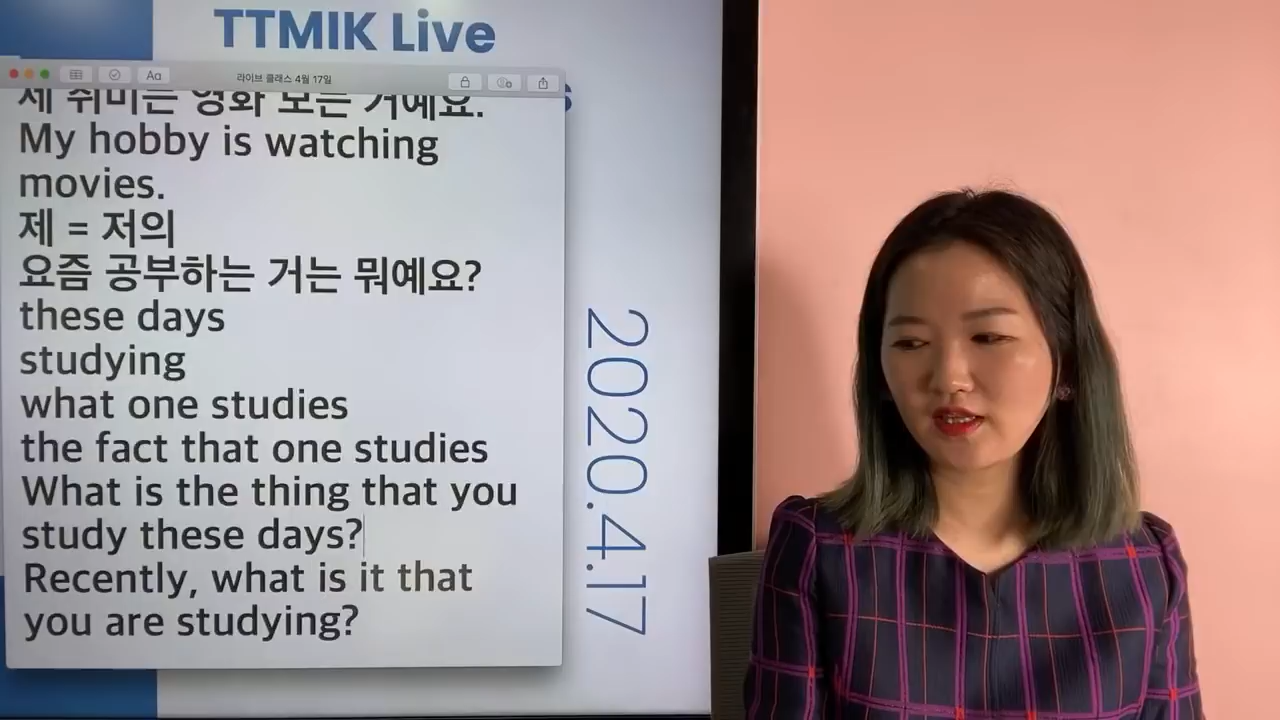 TTMIK Live
Aa
라이브 클래스 4월 17일
s
제 취미는 영화 보는 거예요.
My hobby is watching
movies.
제 = 저의
요즘 공부하는 거는 뭐예요?
these days
studying
what one studies
the fact that one studies
What is the thing that you
study these days?
Recently, what is it that
you are studying?
2020.4.17